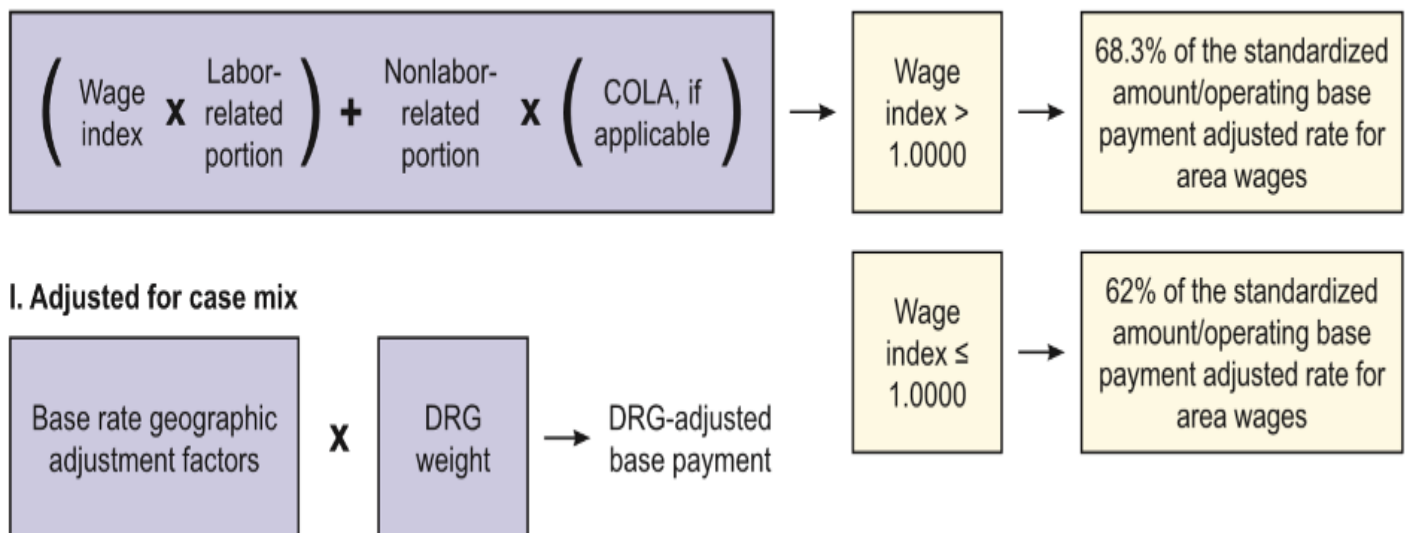 ( Wage
index X Labor-
related
portion ) + Nonlabor-
related
portion X ( COLA, if
applicable )
Wage
index >
1.0000
68.3% of the standardized
amount/operating base
payment adjusted rate for
area wages
Wage
index ≤
1.0000
62% of the standardized
amount/operating base
payment adjusted rate for
area wages
I. Adjusted for case mix
Base rate geographic
adjustment factors
X
DRG
weight
DRG-adjusted
base payment